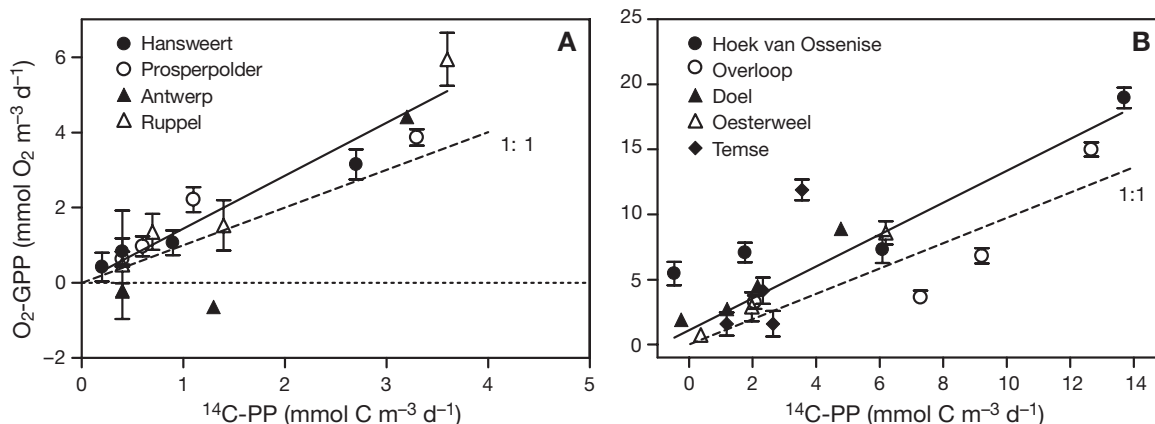 A
Hansweert
Prosperpolder
Antwerp
Ruppel
1: 1
6
4
2
0
−2
0 1 2 3 4 5
O₂-GPP (mmol O₂ m⁻³ d⁻¹)
¹⁴C-PP (mmol C m⁻³ d⁻¹)
B
Hoek van Ossenise
Overloop
Doel
Oesterweel
Temse
1:1
25
20
15
10
5
0
0 2 4 6 8 10 12 14
¹⁴C-PP (mmol C m⁻³ d⁻¹)